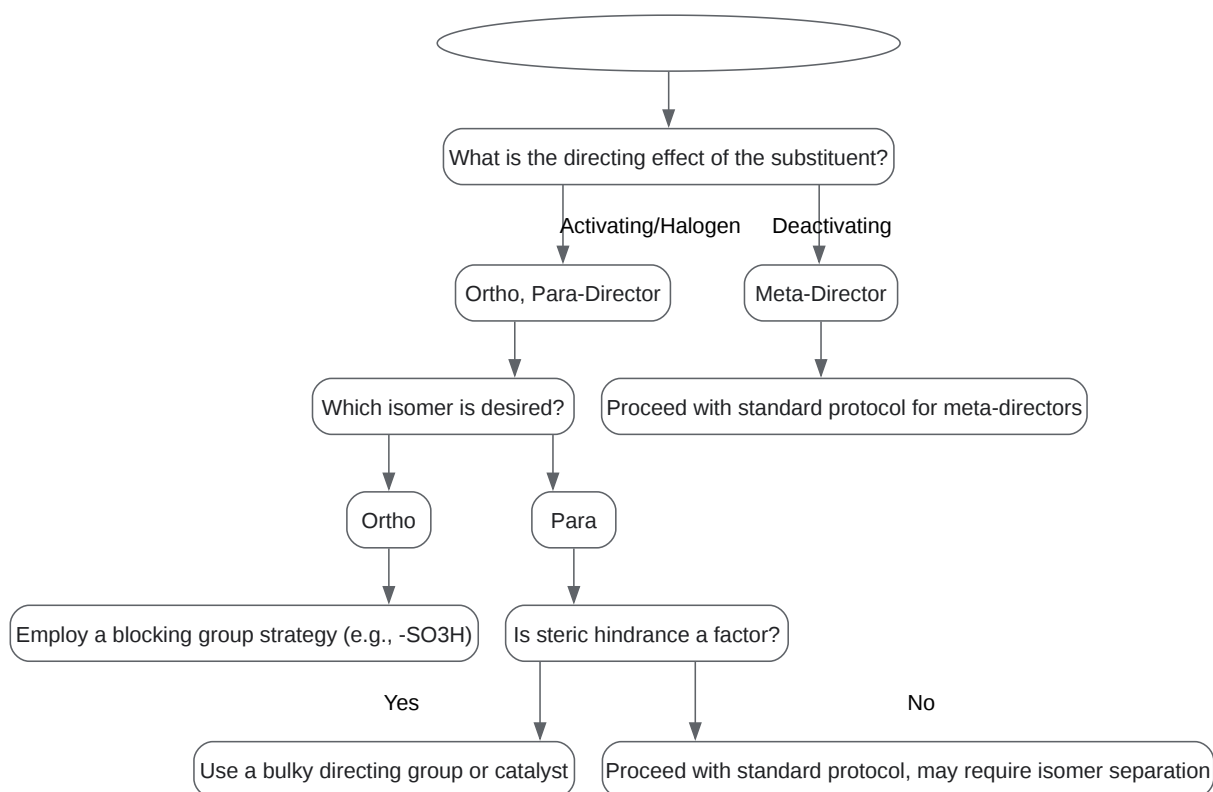 What is the directing effect of the substituent?
Activating/Halogen
Deactivating
Ortho, Para-Director
Meta-Director
Which isomer is desired?
Proceed with standard protocol for meta-directors
Ortho
Para
Employ a blocking group strategy (e.g., -SO3H)
Is steric hindrance a factor?
Yes
No
Use a bulky directing group or catalyst
Proceed with standard protocol, may require isomer separation